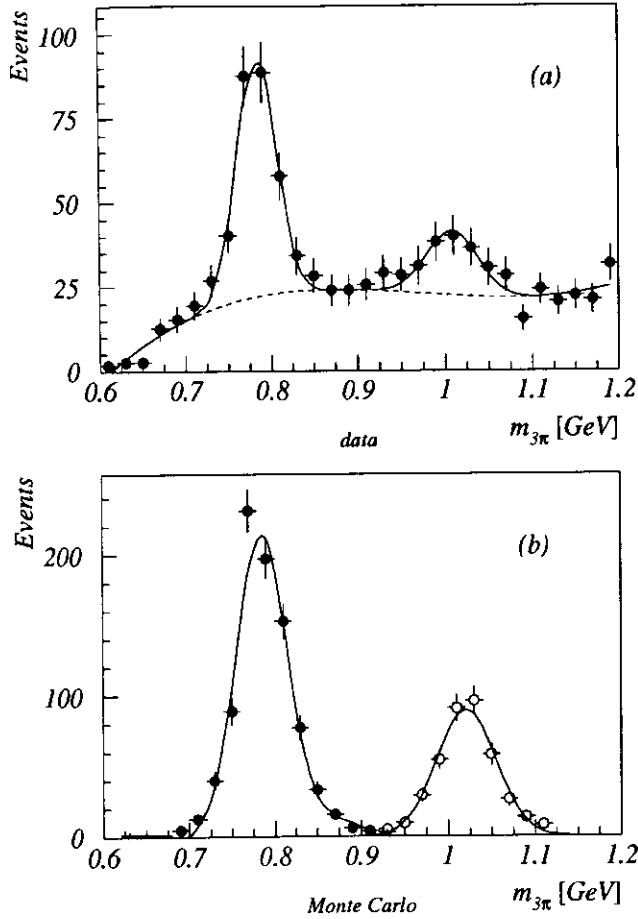 Events
100
75
50
25
0
(a)
0.6 0.7 0.8 0.9 1 1.1 1.2
data
m3π [GeV]
Events
200
100
0
(b)
0.6 0.7 0.8 0.9 1 1.1 1.2
Monte Carlo
m3π [GeV]